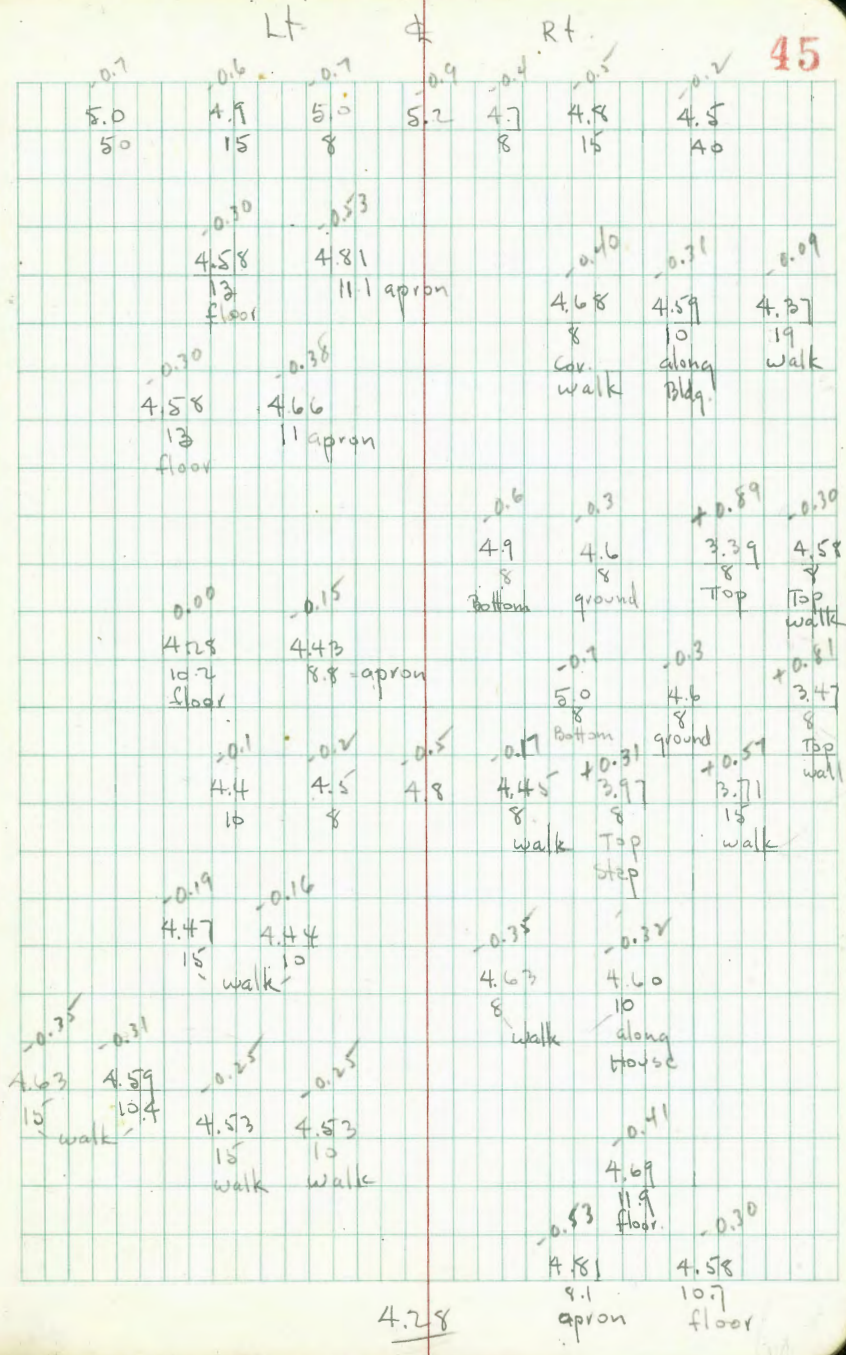 Lt. ℄ Rt. 45
-0.7 -0.6 -0.7 -0.9 -0.4 -0.5 -0.2
5.0 4.9 5.0 5.2 4.7 4.8 4.5
50 15 8 8 15 40
-0.30 -0.53
4.58 4.81
13 11.1 apron
floor
-0.40 -0.31 -0.09
4.68 4.59 4.37
8 10 19
Cov. along walk
walk Bldg.
-0.30 -0.38
4.58 4.66
13 11 apron
floor
-0.6 -0.3 +0.89 -0.30
4.9 4.6 3.39 4.58
8 8 8 8
Bottom ground Top Top
walk
0.00 -0.15
4.28 4.43
10.2 8.8 - apron
floor
-0.7 -0.3 +0.81
5.0 4.6 3.47
8 8 8
Bottom ground Top
wall
-0.1 -0.2 -0.5 -0.17 +0.31 +0.57
4.4 4.5 4.8 4.45 3.97 3.71
10 8 8 8 15
walk Top walk
Step
-0.19 -0.16
4.47 4.44
15 10
walk
-0.35 -0.32
4.63 4.60
8 10
walk along
House
-0.35 -0.31
4.63 4.59
15 10.4
walk
-0.25 -0.25
4.53 4.53
15 10
walk walk
-0.41
4.69
11.9
floor.
-0.53 -0.30
4.81 4.58
9.1 10.7
apron floor
4.28